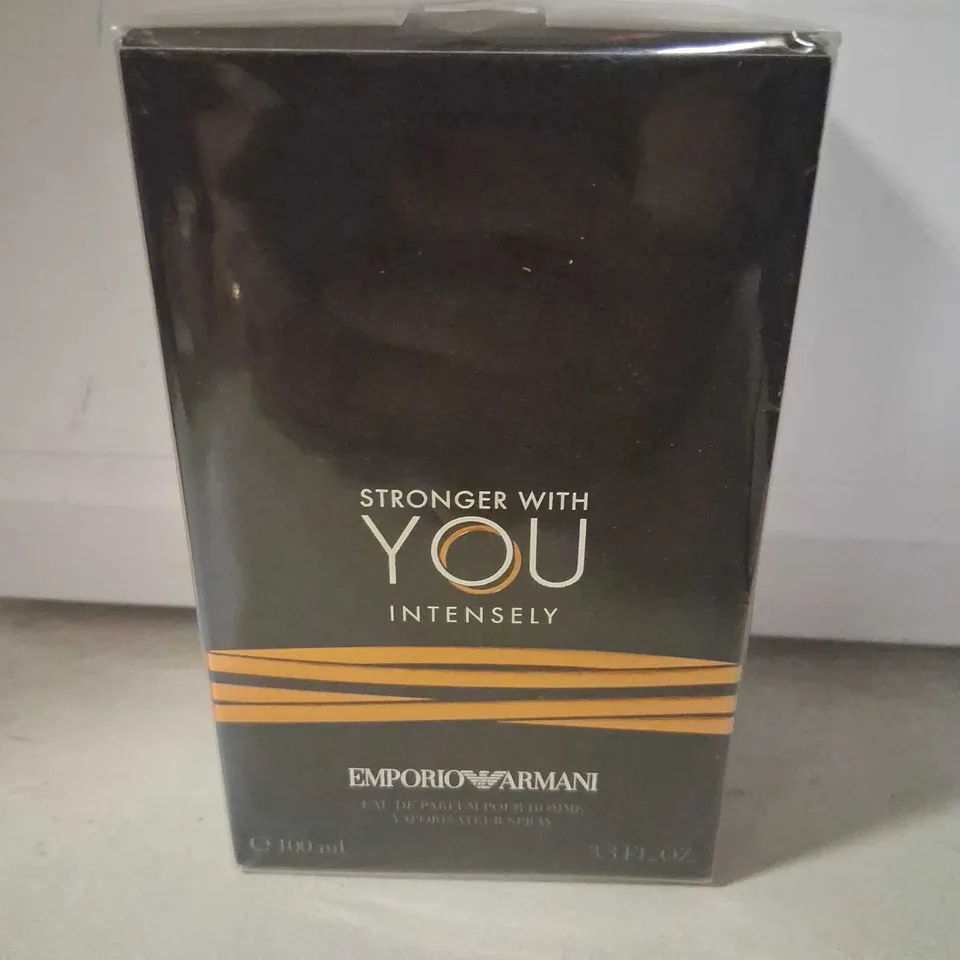 STRONGER WITH
YOU
INTENSELY
EMPORIO ARMANI
EAU DE PARFUM POUR HOMME
VAPORISATEUR SPRAY
℮ 100 ml 3.3 FL.OZ.